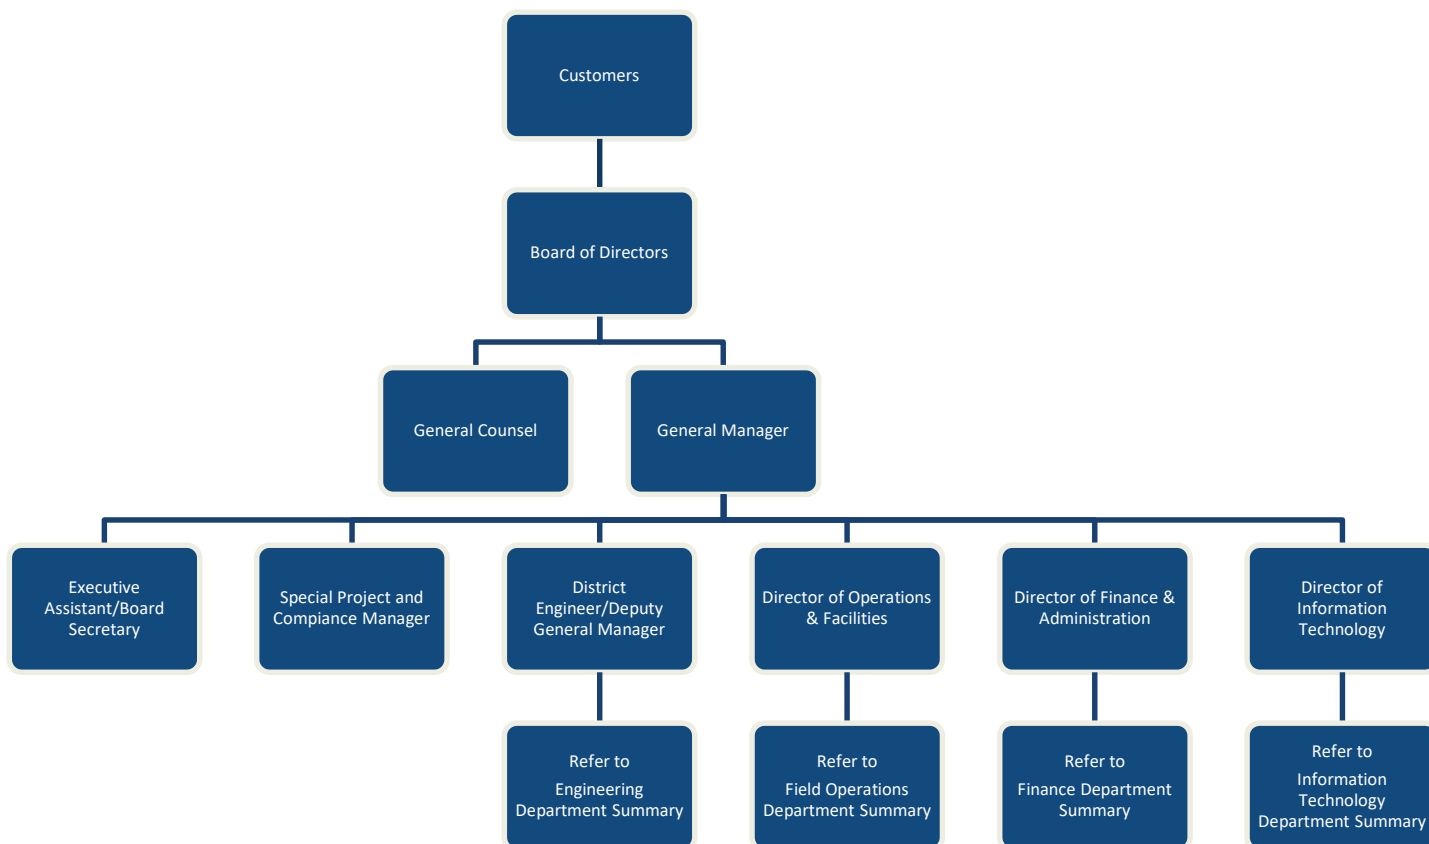 Customers
Board of Directors
General Counsel
General Manager
Executive
Assistant/Board
Secretary
Special Project and
Compiance Manager
District
Engineer/Deputy
General Manager
Director of Operations
& Facilities
Director of Finance &
Administration
Director of
Information
Technology
Refer to
Engineering
Department Summary
Refer to
Field Operations
Department Summary
Refer to
Finance Department
Summary
Refer to
Information
Technology
Department Summary